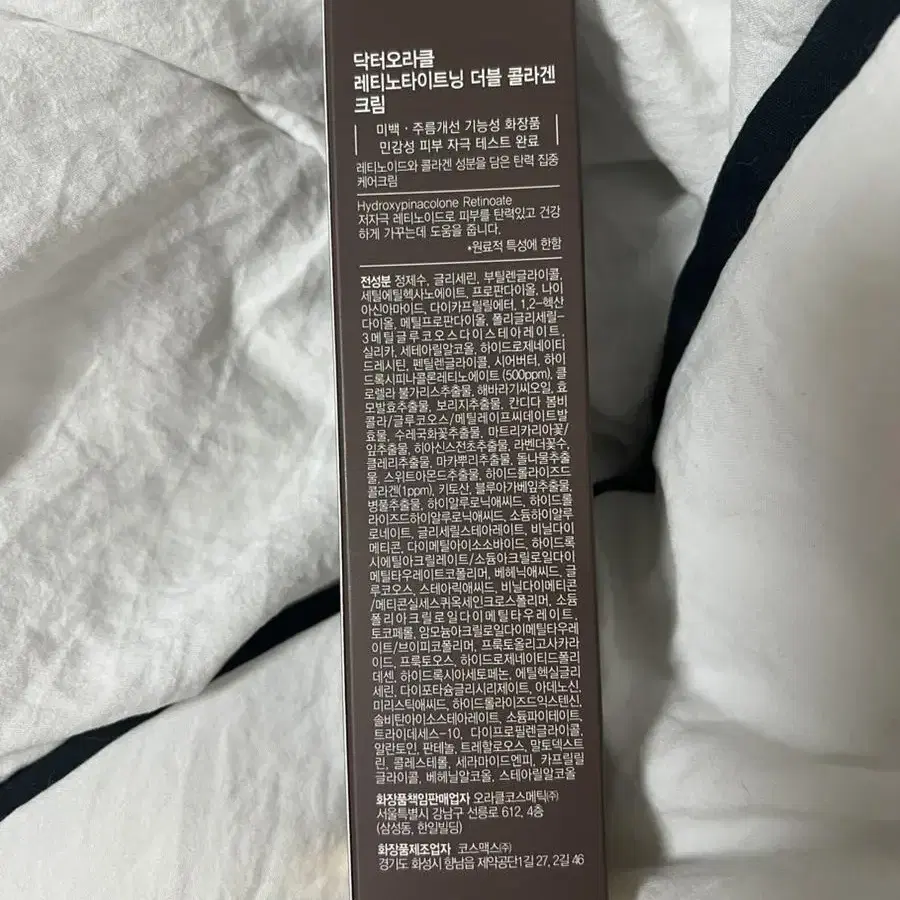 닥터오라클
레티노타이트닝 더블 콜라겐
크림
미백 · 주름개선 기능성 화장품
민감성 피부 자극 테스트 완료
레티노이드와 콜라겐 성분을 담은 탄력 집중
케어크림
Hydroxypinacolone Retinoate
저자극 레티노이드로 피부를 탄력있고 건강
하게 가꾸는데 도움을 줍니다.
*원료적 특성에 한함
전성분 정제수, 글리세린, 부틸렌글라이콜,
세틸에틸헥사노에이트, 프로판다이올, 나이
아신아마이드, 다이카프릴릴에터, 1,2-헥산
다이올, 메틸프로판다이올, 폴리글리세릴-
3메틸글루코오스다이스테아레이트,
실리카, 세테아릴알코올, 하이드로제네이티
드레시틴, 펜틸렌글라이콜, 시어버터, 하이
드록시피나콜론레티노에이트(500ppm), 클
로렐라 불가리스추출물, 해바라기씨오일, 효
모발효추출물, 보리지추출물, 칸디다 봄비
콜라/글루코오스/메틸레이프씨데이트발
효물, 수레국화꽃추출물, 마트리카리아꽃/
잎추출물, 히아신스전초추출물, 라벤더꽃수,
클레리추출물, 마카뿌리추출물, 돌나물추출
물, 스위트아몬드추출물, 하이드롤라이즈드
콜라겐(1ppm), 키토산, 블루아가베잎추출물,
병풀추출물, 하이알루로닉애씨드, 하이드롤
라이즈드하이알루로닉애씨드, 소듐하이알루
로네이트, 글리세릴스테아레이트, 비닐다이
메티콘, 다이메틸아이소소바이드, 하이드록
시에틸아크릴레이트/소듐아크릴로일다이
메틸타우레이트코폴리머, 베헤닉애씨드, 글
루코오스, 스테아릭애씨드, 비닐다이메티콘
/메티콘실세스퀴옥세인크로스폴리머, 소듐
폴리아크릴로일다이메틸타우레이트,
토코페롤, 암모늄아크릴로일다이메틸타우레
이트/브이피코폴리머, 프룩토올리고사카라
이드, 프룩토오스, 하이드로제네이티드폴리
데센, 하이드록시아세토페논, 에틸헥실글리
세린, 다이포타슘글리시리제이트, 아데노신,
미리스틱애씨드, 하이드롤라이즈드익스텐신,
솔비탄아이소스테아레이트, 소듐파이테이트,
트라이데세스-10, 다이프로필렌글라이콜,
알란토인, 판테놀, 트레할로오스, 말토덱스트
린, 콜레스테롤, 세라마이드엔피, 카프릴릴
글라이콜, 베헤닐알코올, 스테아릴알코올
화장품책임판매업자 오라클코스메틱(주)
서울특별시 강남구 선릉로 612, 4층
(삼성동, 한일빌딩)
화장품제조업자 코스맥스(주)
경기도 화성시 향남읍 제약공단1길 27, 2길 46